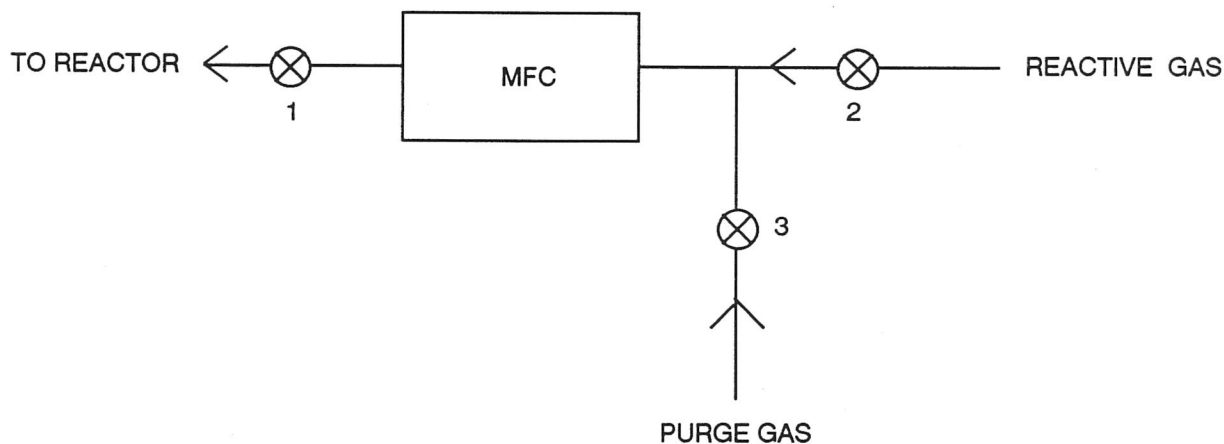 TO REACTOR
MFC
REACTIVE GAS
1
2
3
PURGE GAS